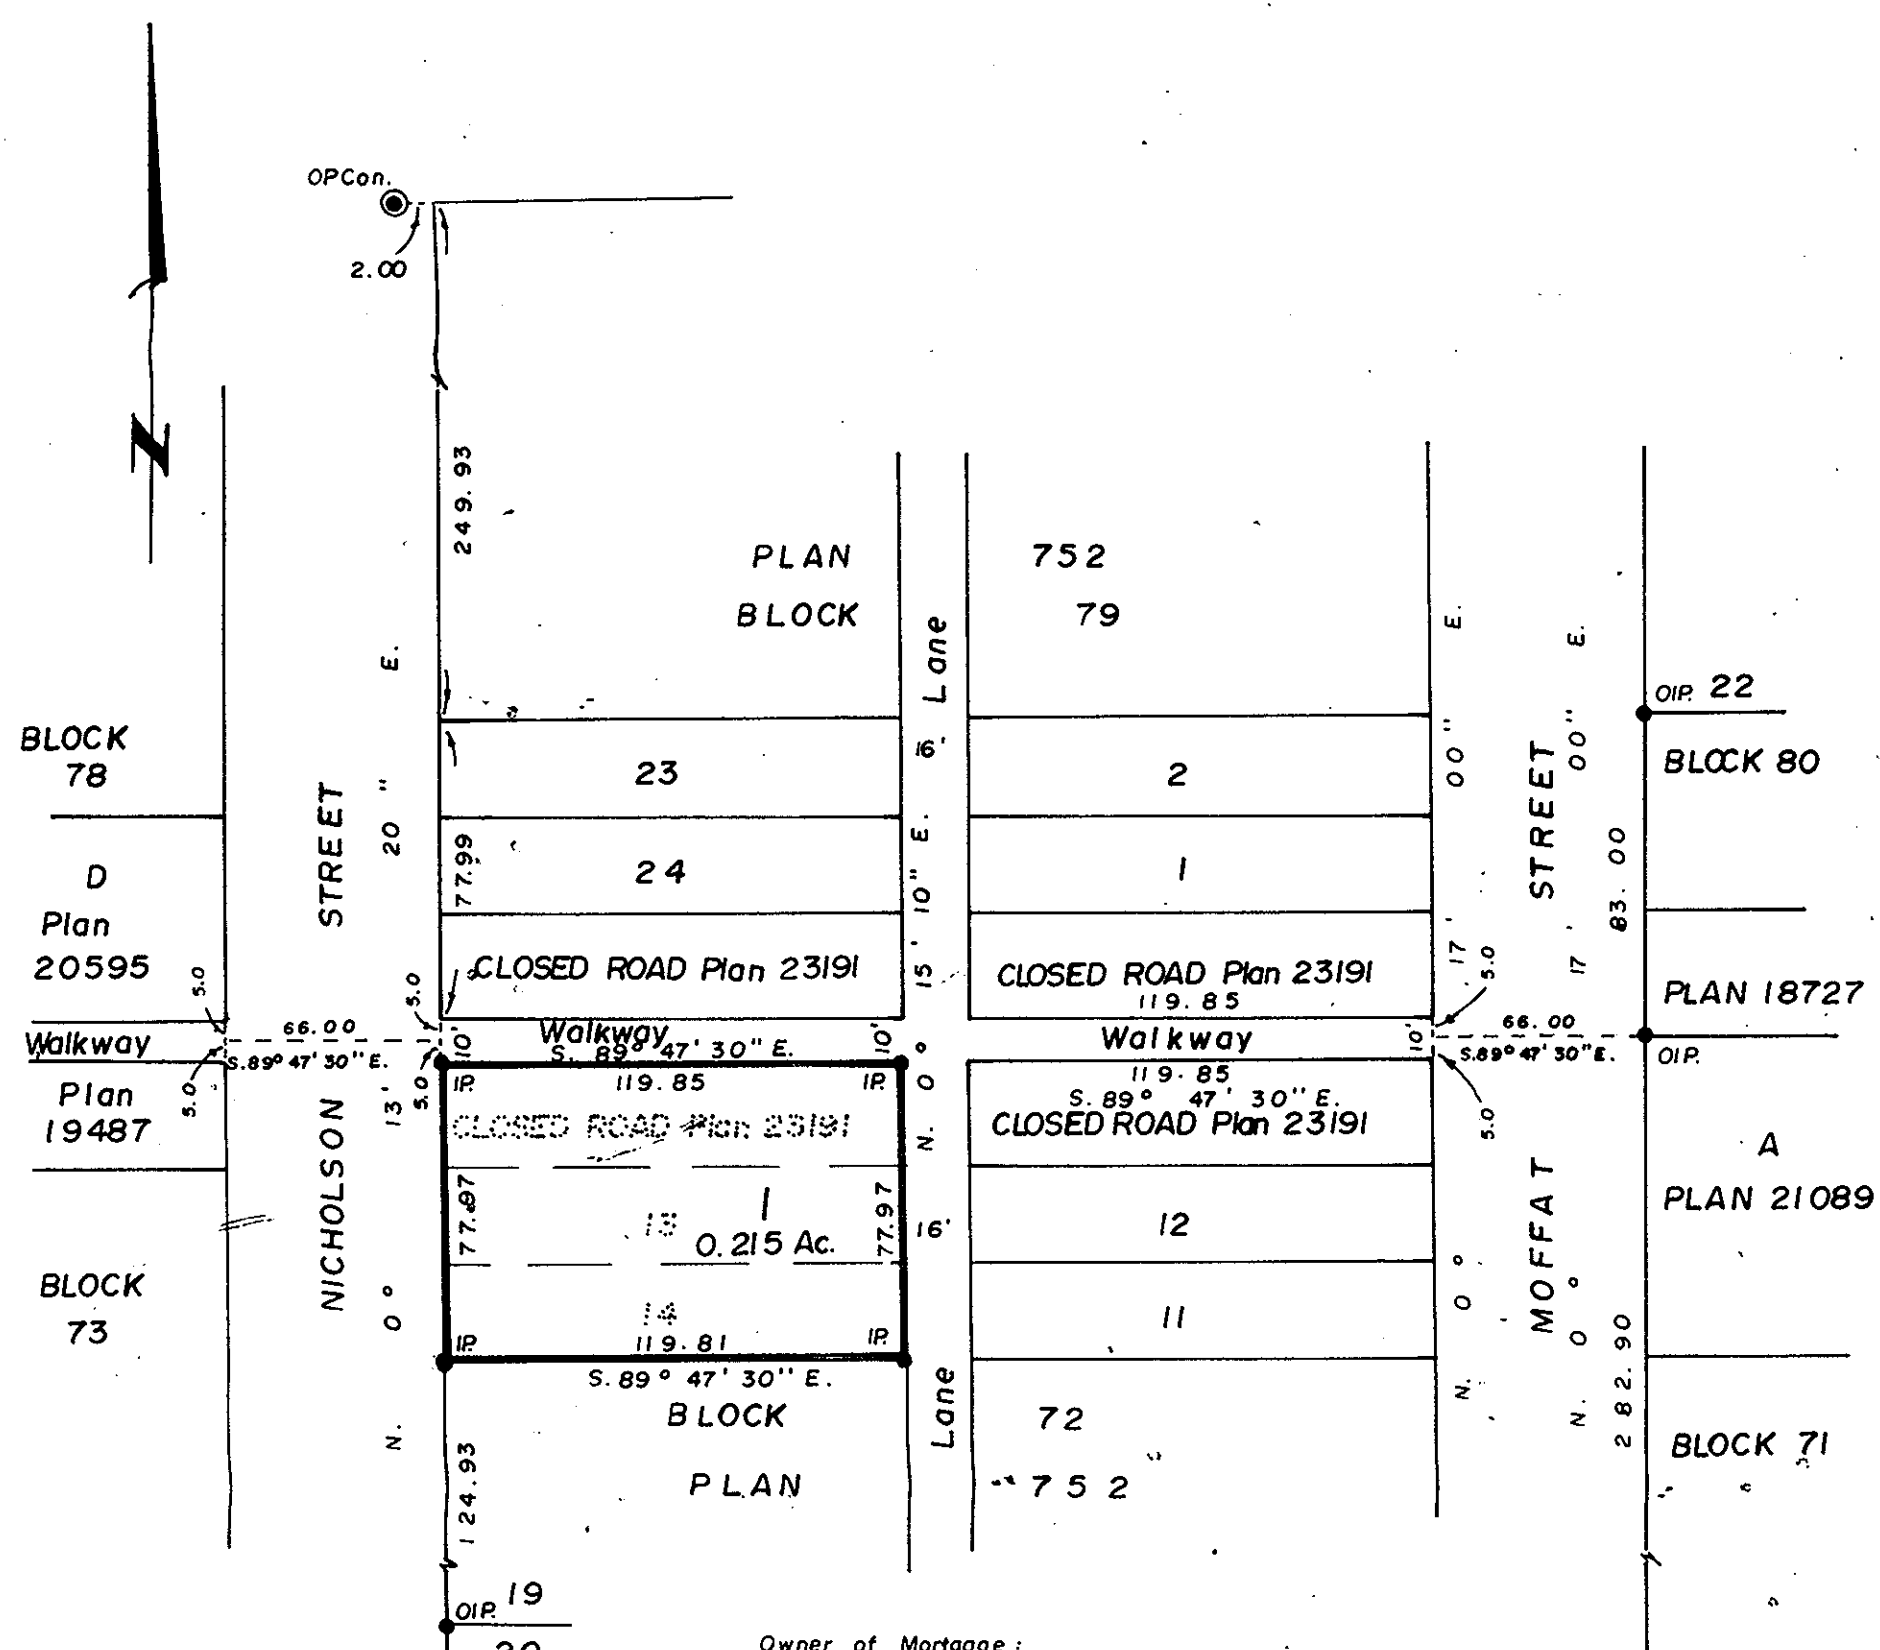 OPCon.
2.00
N
249.93
PLAN 752
BLOCK 79
Lane
N. 0° 13' 20" E.
NICHOLSON STREET
BLOCK
78
D
Plan
20595
5.0
Walkway
5.0
Plan
19487
BLOCK
73
66.00
S.89° 47' 30" E.
5.0
5.0
23
77.99
24
CLOSED ROAD Plan 23191
10'
Walkway
10'
S. 89° 47' 30" E.
IP. 119.85 IP.
CLOSED ROAD Plan 23191
77.97
13
1
0.215 Ac.
77.97
14
IP. 119.81 IP.
S. 89° 47' 30" E.
16'
N. 0° 15' 10" E.
16'
Lane
2
1
CLOSED ROAD Plan 23191
119.85
Walkway
10'
119.85
S. 89° 47' 30" E.
CLOSED ROAD Plan 23191
12
11
BLOCK 72
PLAN 752
124.93
OIP. 19
N. 0° 17' 00" E.
MOFFAT STREET
N. 0° 17' 00" E.
5.0
66.00
S.89° 47' 30" E.
5.0
OIP. 22
BLOCK 80
83.00
PLAN 18727
OIP.
A
PLAN 21089
282.90
BLOCK 71
Owner of Mortgage: